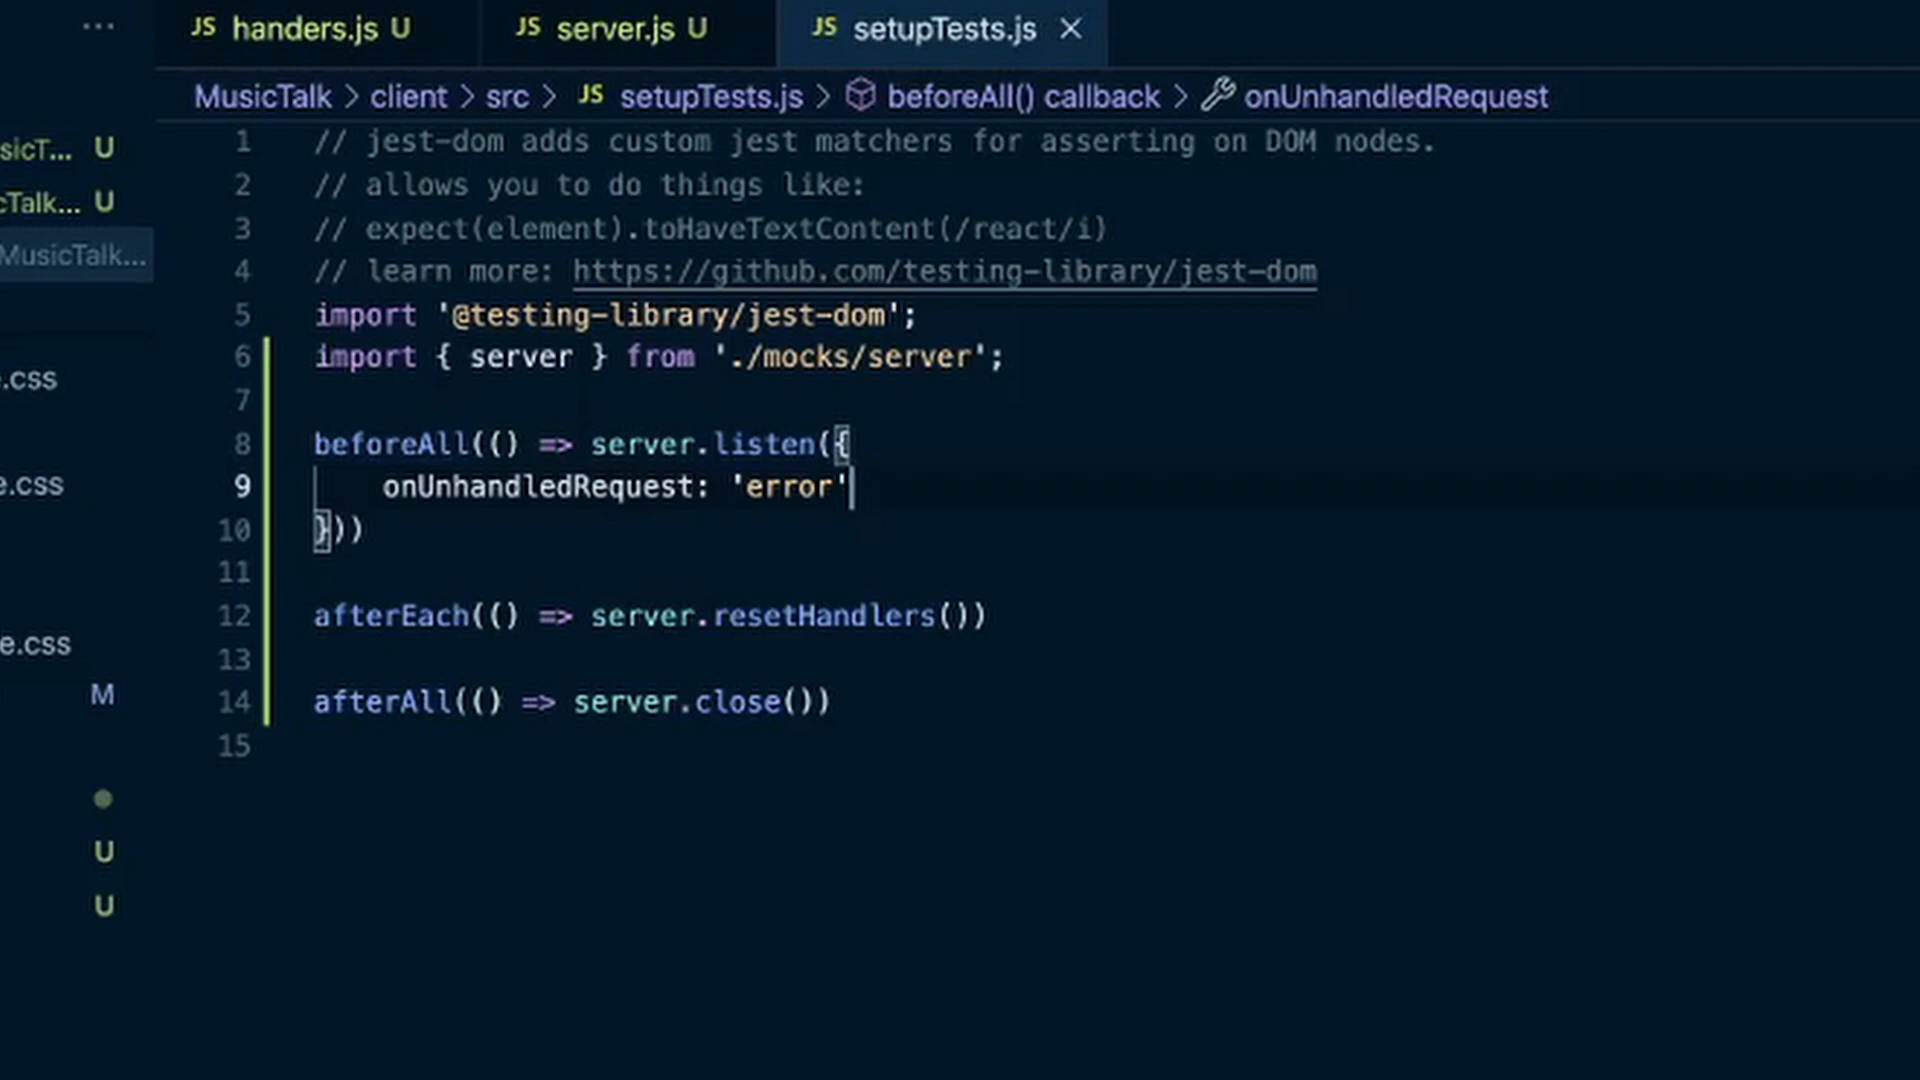 ...
JS handers.js U
JS server.js U
JS setupTests.js ×
MusicTalk > client > src > JS setupTests.js > beforeAll() callback > onUnhandledRequest
sicT... U
cTalk... U
MusicTalk...
.css
e.css
e.css
M
U
U
1 // jest-dom adds custom jest matchers for asserting on DOM nodes.
2 // allows you to do things like:
3 // expect(element).toHaveTextContent(/react/i)
4 // learn more: https://github.com/testing-library/jest-dom
5 import '@testing-library/jest-dom';
6 import { server } from './mocks/server';
7
8 beforeAll(() => server.listen({
9     onUnhandledRequest: 'error'
10 }))
11
12 afterEach(() => server.resetHandlers())
13
14 afterAll(() => server.close())
15